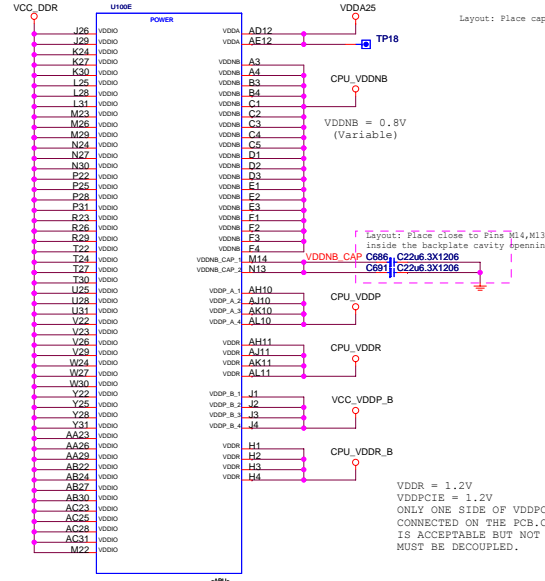 VCC_DDR
U100E
POWER
VDDA25
Layout: Place cap
J26 VDDIO
J29 VDDIO
K24 VDDIO
K27 VDDIO
K30 VDDIO
L25 VDDIO
L28 VDDIO
L31 VDDIO
M23 VDDIO
M26 VDDIO
M29 VDDIO
N24 VDDIO
N27 VDDIO
N30 VDDIO
P22 VDDIO
P25 VDDIO
P28 VDDIO
P31 VDDIO
R23 VDDIO
R26 VDDIO
R29 VDDIO
T22 VDDIO
T24 VDDIO
T27 VDDIO
T30 VDDIO
U25 VDDIO
U28 VDDIO
U31 VDDIO
V22 VDDIO
V23 VDDIO
V26 VDDIO
V29 VDDIO
W24 VDDIO
W27 VDDIO
W30 VDDIO
Y22 VDDIO
Y25 VDDIO
Y28 VDDIO
Y31 VDDIO
AA23 VDDIO
AA26 VDDIO
AA29 VDDIO
AB22 VDDIO
AB24 VDDIO
AB27 VDDIO
AB30 VDDIO
AC23 VDDIO
AC25 VDDIO
AC28 VDDIO
AC31 VDDIO
M22 VDDIO
VDDA AD12
VDDA AE12
TP18
VDDNB A3
VDDNB A4
VDDNB B3
VDDNB B4
VDDNB C1
VDDNB C2
VDDNB C3
VDDNB C4
VDDNB C5
VDDNB D1
VDDNB D2
VDDNB D3
VDDNB E1
VDDNB E2
VDDNB E3
VDDNB F1
VDDNB F2
VDDNB F3
VDDNB F4
CPU_VDDNB
VDDNB = 0.8V
(Variable)
Layout: Place close to Pins M14,M13
inside the backplate cavity opennin
VDDNB_CAP_1 M14 VDDNB_CAP C686 C22u6.3X1206
VDDNB_CAP_2 N13 C691 C22u6.3X1206
VDDP_A_1 AH10
VDDP_A_2 AJ10
VDDP_A_3 AK10
VDDP_A_4 AL10
CPU_VDDP
VDDR AH11
VDDR AJ11
VDDR AK11
VDDR AL11
CPU_VDDR
VDDP_B_1 J1
VDDP_B_2 J2
VDDP_B_3 J3
VDDP_B_4 J4
VCC_VDDP_B
VDDR H1
VDDR H2
VDDR H3
VDDR H4
CPU_VDDR_B
VDDR = 1.2V
VDDPCIE = 1.2V
ONLY ONE SIDE OF VDDPC
CONNECTED ON THE PCB.C
IS ACCEPTABLE BUT NOT
MUST BE DECOUPLED.